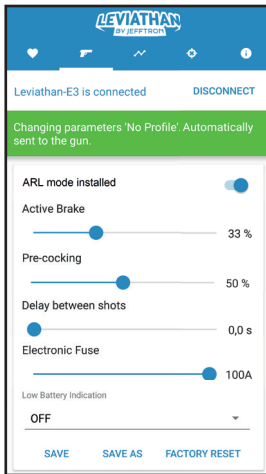 LEVIATHAN
BY JEFFTRON
Leviathan-E3 is connected DISCONNECT
Changing parameters 'No Profile'. Automatically
sent to the gun.
ARL mode installed
Active Brake
33 %
Pre-cocking
50 %
Delay between shots
0,0 s
Electronic Fuse
100A
Low Battery Indication
OFF
SAVE SAVE AS FACTORY RESET